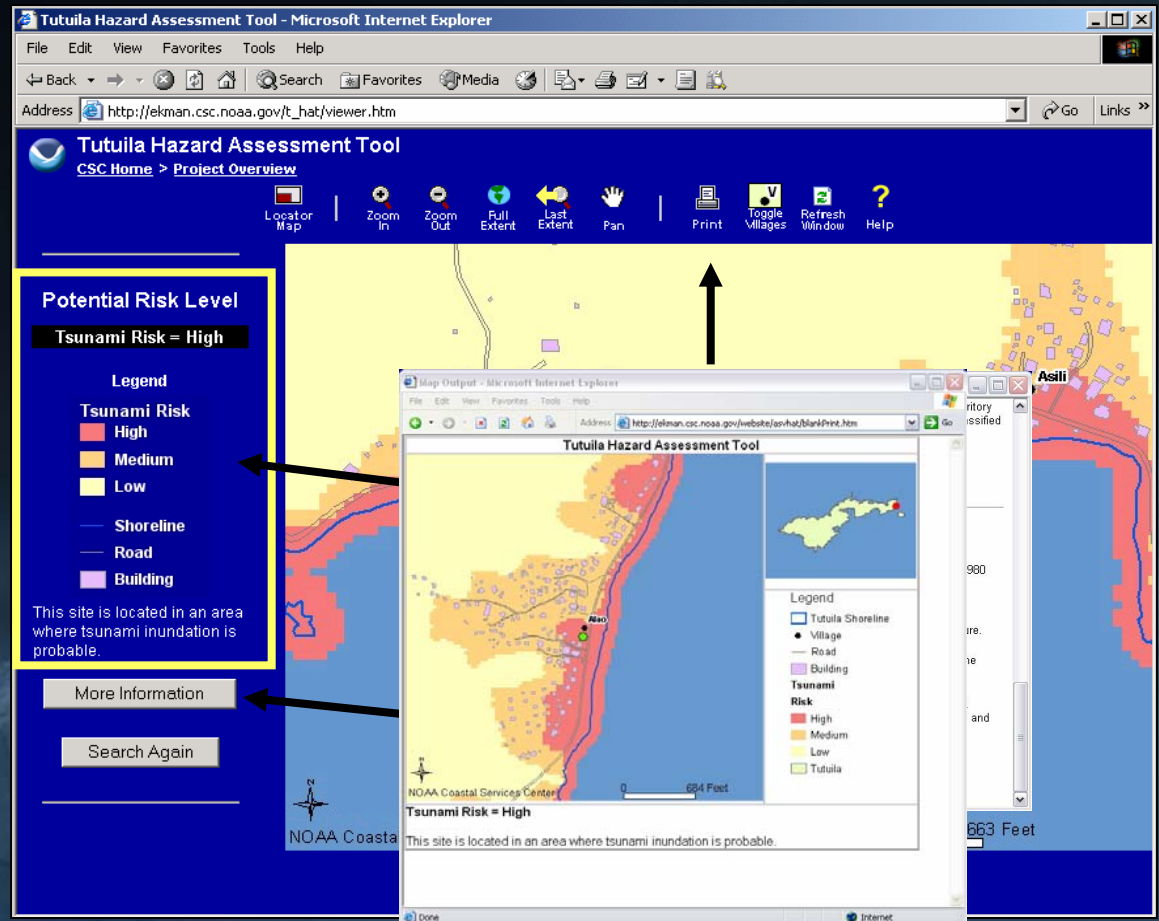 Tutuila Hazard Assessment Tool - Microsoft Internet Explorer
File Edit View Favorites Tools Help
Back Search Favorites Media
Address http://ekman.csc.noaa.gov/t_hat/viewer.htm Go Links »
Tutuila Hazard Assessment Tool
CSC Home > Project Overview
Locator Map | Zoom In Zoom Out Full Extent Last Extent Pan | Print Toggle Villages Refresh Window Help
Potential Risk Level
Tsunami Risk = High
Legend
Tsunami Risk
High
Medium
Low
Shoreline
Road
Building
This site is located in an area
where tsunami inundation is
probable.
More Information
Search Again
N
NOAA Coasta
Asili
663 Feet
ritory
ssified
980
re.
and
Map Output - Microsoft Internet Explorer
File Edit View Favorites Tools Help
Address http://ekman.csc.noaa.gov/website/asvhat/blankPrint.htm Go
Tutuila Hazard Assessment Tool
Alao
N
NOAA Coastal Services Center
0 684 Feet
Legend
Tutuila Shoreline
Village
Road
Building
Tsunami
Risk
High
Medium
Low
Tutuila
Tsunami Risk = High
This site is located in an area where tsunami inundation is probable.
Done Internet